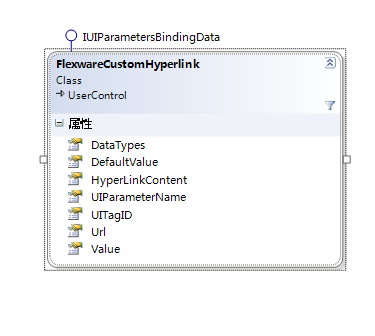 IUIParametersBindingData
FlexwareCustomHyperlink
Class
UserControl
属性
DataTypes
DefaultValue
HyperLinkContent
UIParameterName
UITagID
Url
Value